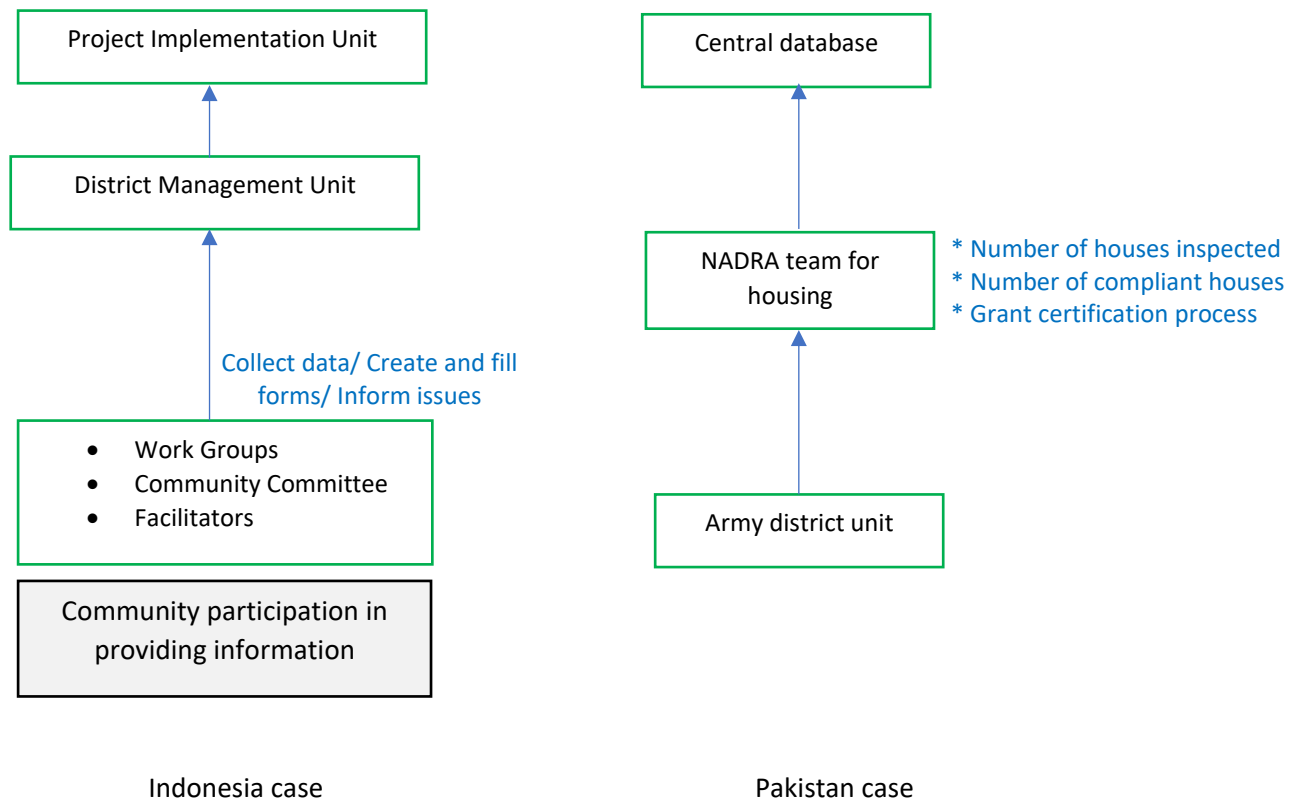 Project Implementation Unit
District Management Unit
Collect data/ Create and fill
forms/ Inform issues
• Work Groups
• Community Committee
• Facilitators
Community participation in
providing information
Indonesia case
Central database
NADRA team for
housing
* Number of houses inspected
* Number of compliant houses
* Grant certification process
Army district unit
Pakistan case